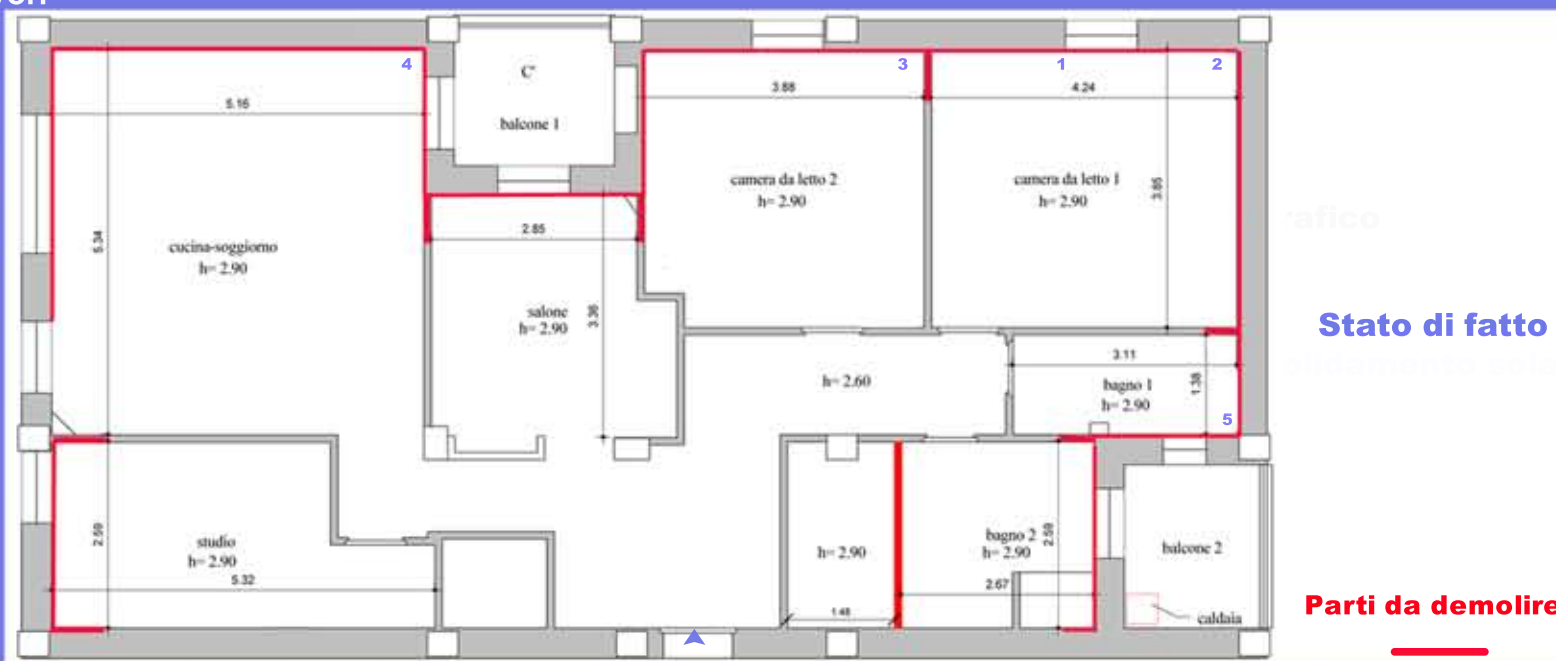 4
3
1
2
C'
5.16
3.88
4.24
balcone 1
camera da letto 2
h= 2.90
camera da letto 1
h= 2.90
3.85
rafico
2.85
5.34
cucina-soggiorno
h= 2.90
salone
h= 2.90
3.36
Stato di fatto
3.11
olidamento sola
h= 2.60
bagno 1
h= 2.90
1.38
5
2.59
studio
h= 2.90
5.32
h= 2.90
bagno 2
h= 2.90
2.59
2.67
1.48
balcone 2
caldaia
Parti da demolire